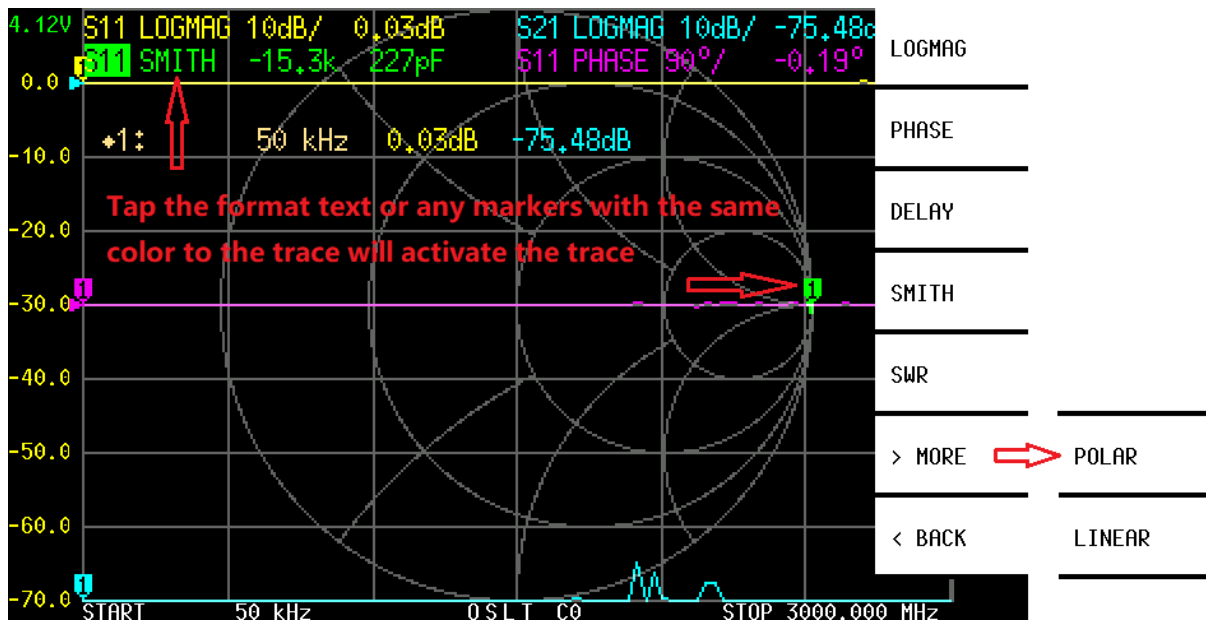 4.12V S11 LOGMAG 10dB/ 0.03dB S21 LOGMAG 10dB/ -75.48d
S11 SMITH -15.3k 227pF S11 PHASE 90°/ -0.19°
1
0.0
◆1: 50 kHz 0.03dB -75.48dB
-10.0
Tap the format text or any markers with the same
-20.0
color to the trace will activate the trace
1
1
-30.0
-40.0
-50.0
-60.0
1
-70.0
START 50 kHz OSLT C0 STOP 3000.000 MHz
LOGMAG
PHASE
DELAY
SMITH
SWR
> MORE
< BACK
POLAR
LINEAR